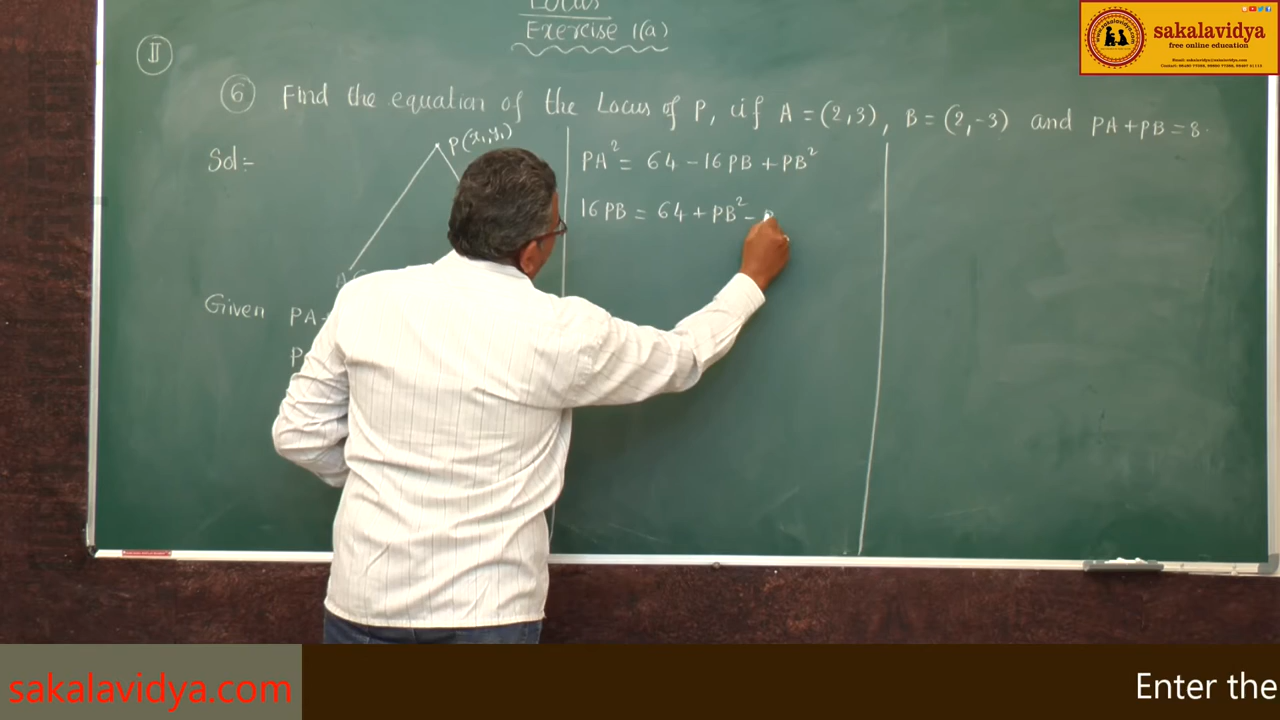 Locus
Exercise 1(a)
II
6 Find the equation of the Locus of P, if A = (2,3), B = (2,-3) and PA+PB = 8.
Sol:-
P(x₁,y₁)
A(
Given PA
PA² = 64 - 16PB + PB²
16PB = 64 + PB² -
sakalavidya
free online education
sakalavidya.com
Enter the